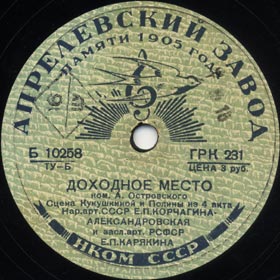 АПРЕЛЕВСКИЙ ЗАВОД
ПАМЯТИ 1905 ГОДА
Б 10258
ТУ-Б
ГРК 231
ЦЕНА 3 руб.
ДОХОДНОЕ МЕСТО
ком. А. Островского
Сцена Кукушкиной и Полины из 4 акта
Нар.арт.СССР Е.П.КОРЧАГИНА-
АЛЕКСАНДРОВСКАЯ
и засл.арт. РСФСР
Е.П.КАРЯКИНА
НКОМ СССР